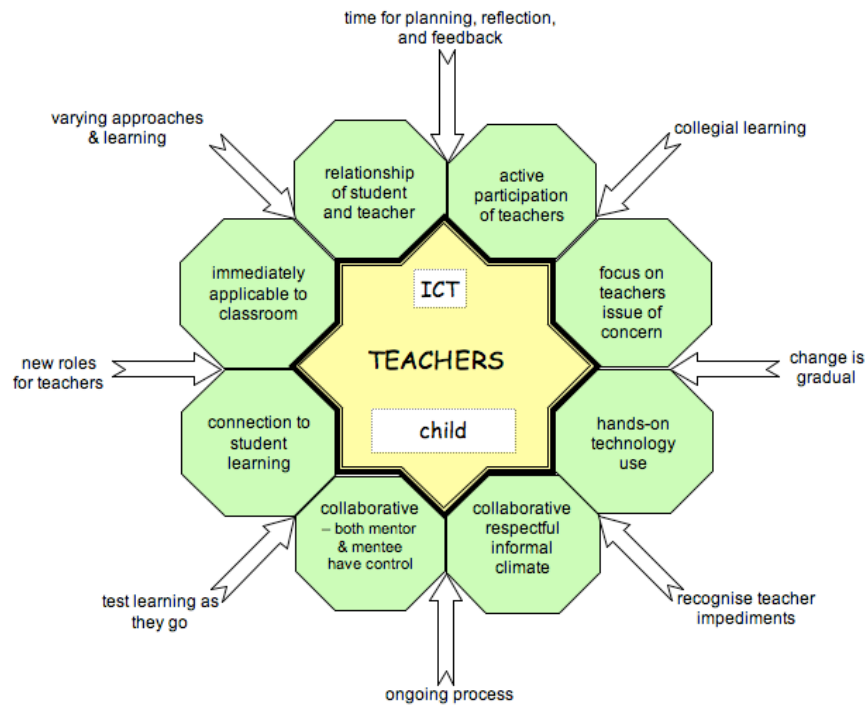 time for planning, reflection,
and feedback
varying approaches
& learning
collegial learning
relationship
of student
and teacher
active
participation
of teachers
immediately
applicable to
classroom
ICT
focus on
teachers
issue of
concern
new roles
for teachers
TEACHERS
change is
gradual
connection to
student
learning
child
hands-on
technology
use
collaborative
– both mentor
& mentee
have control
collaborative
respectful
informal
climate
test learning as
they go
recognise teacher
impediments
ongoing process